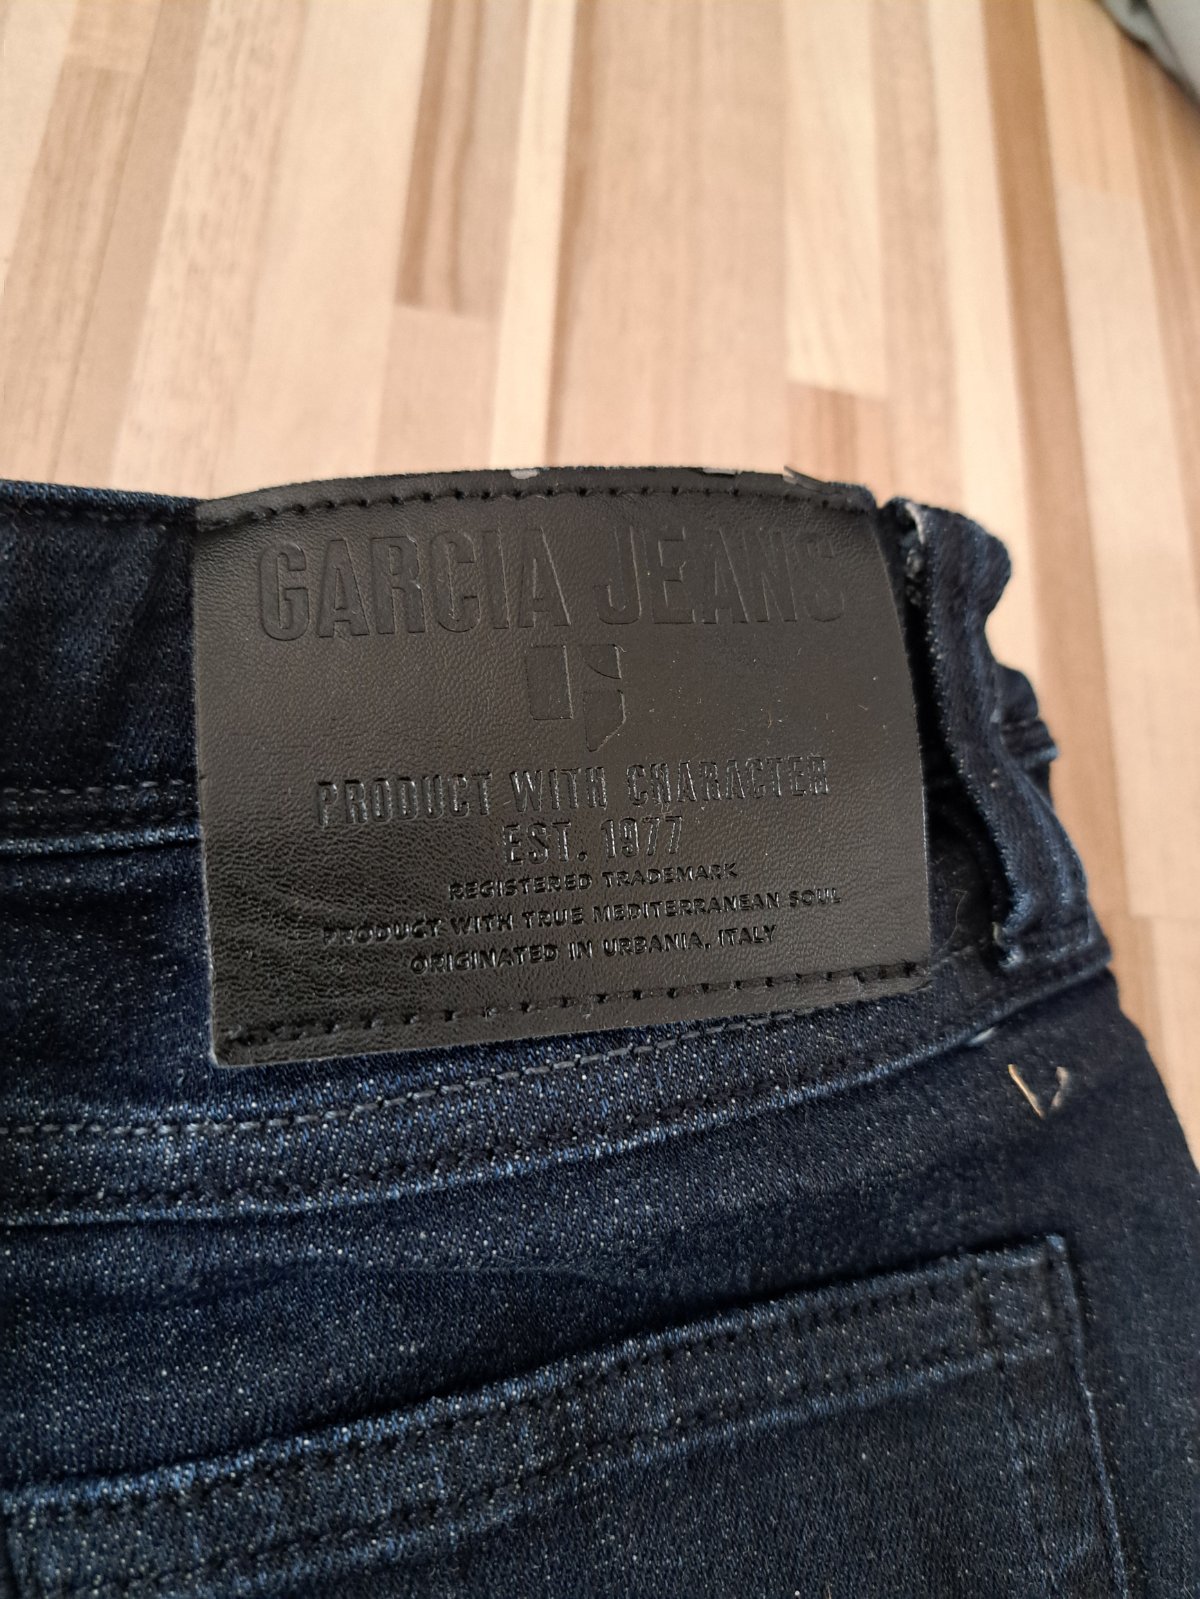 GARCIA JEANS
PRODUCT WITH CHARACTER
EST. 1977
REGISTERED TRADEMARK
PRODUCT WITH TRUE MEDITERRANEAN SOUL
ORIGINATED IN URBANIA, ITALY